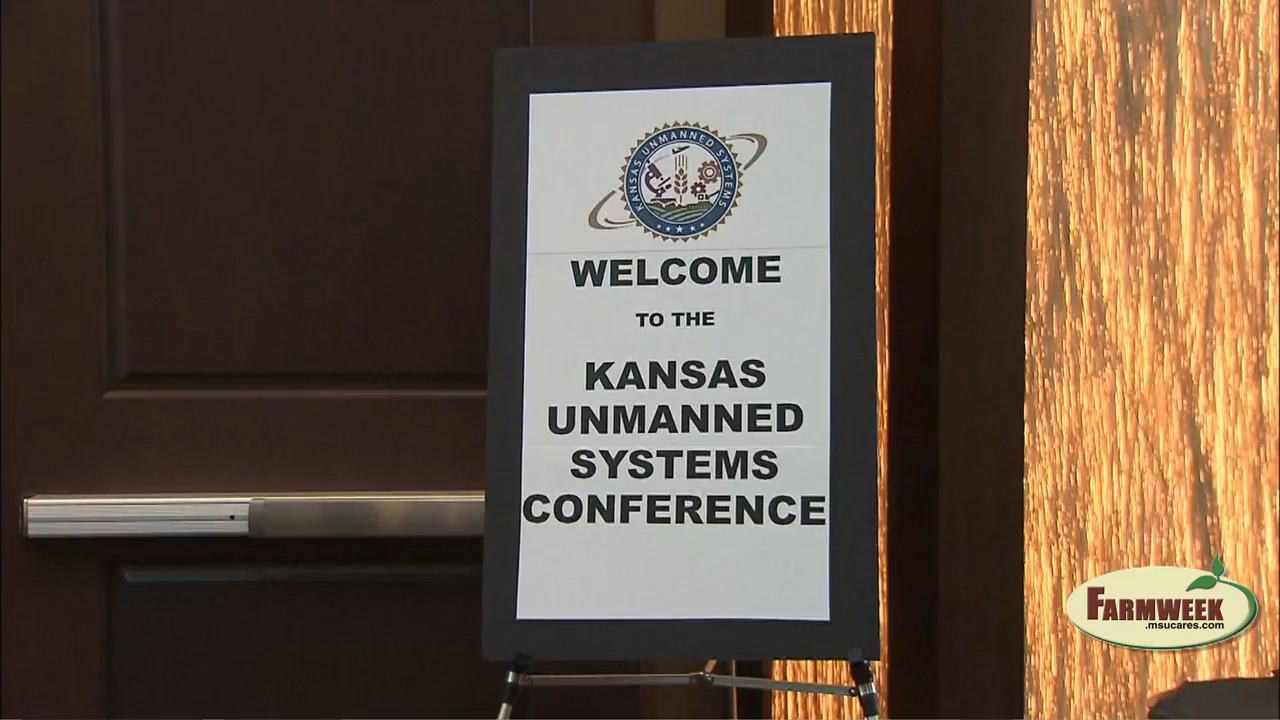 KANSAS UNMANNED SYSTEMS
WELCOME
TO THE
KANSAS
UNMANNED
SYSTEMS
CONFERENCE
FARMWEEK
.msucares.com